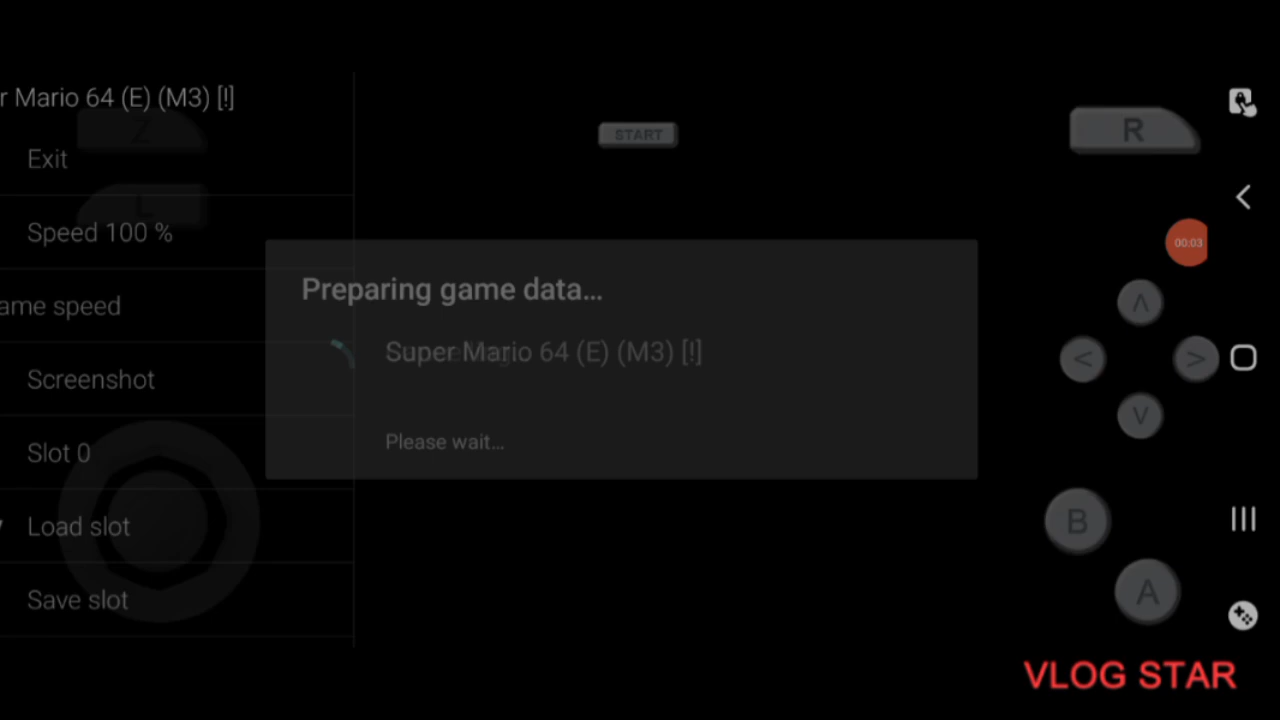 r Mario 64 (E) (M3) [!]
Z
START
R
Exit
L
Speed 100 %
00:03
Preparing game data…
ame speed
Super Mario 64 (E) (M3) [!]
Screenshot
Please wait…
Slot 0
B
Load slot
A
Save slot
VLOG STAR